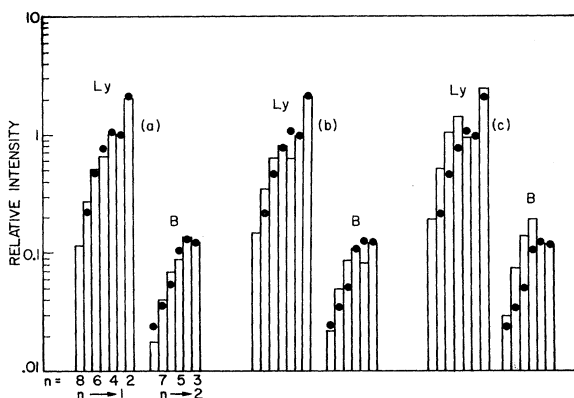 10
Ly
Ly
Ly
(a)
(b)
(c)
1
B
B
B
0.1
.01
RELATIVE INTENSITY
n = 8 6 4 2 7 5 3
n → 1 n → 2